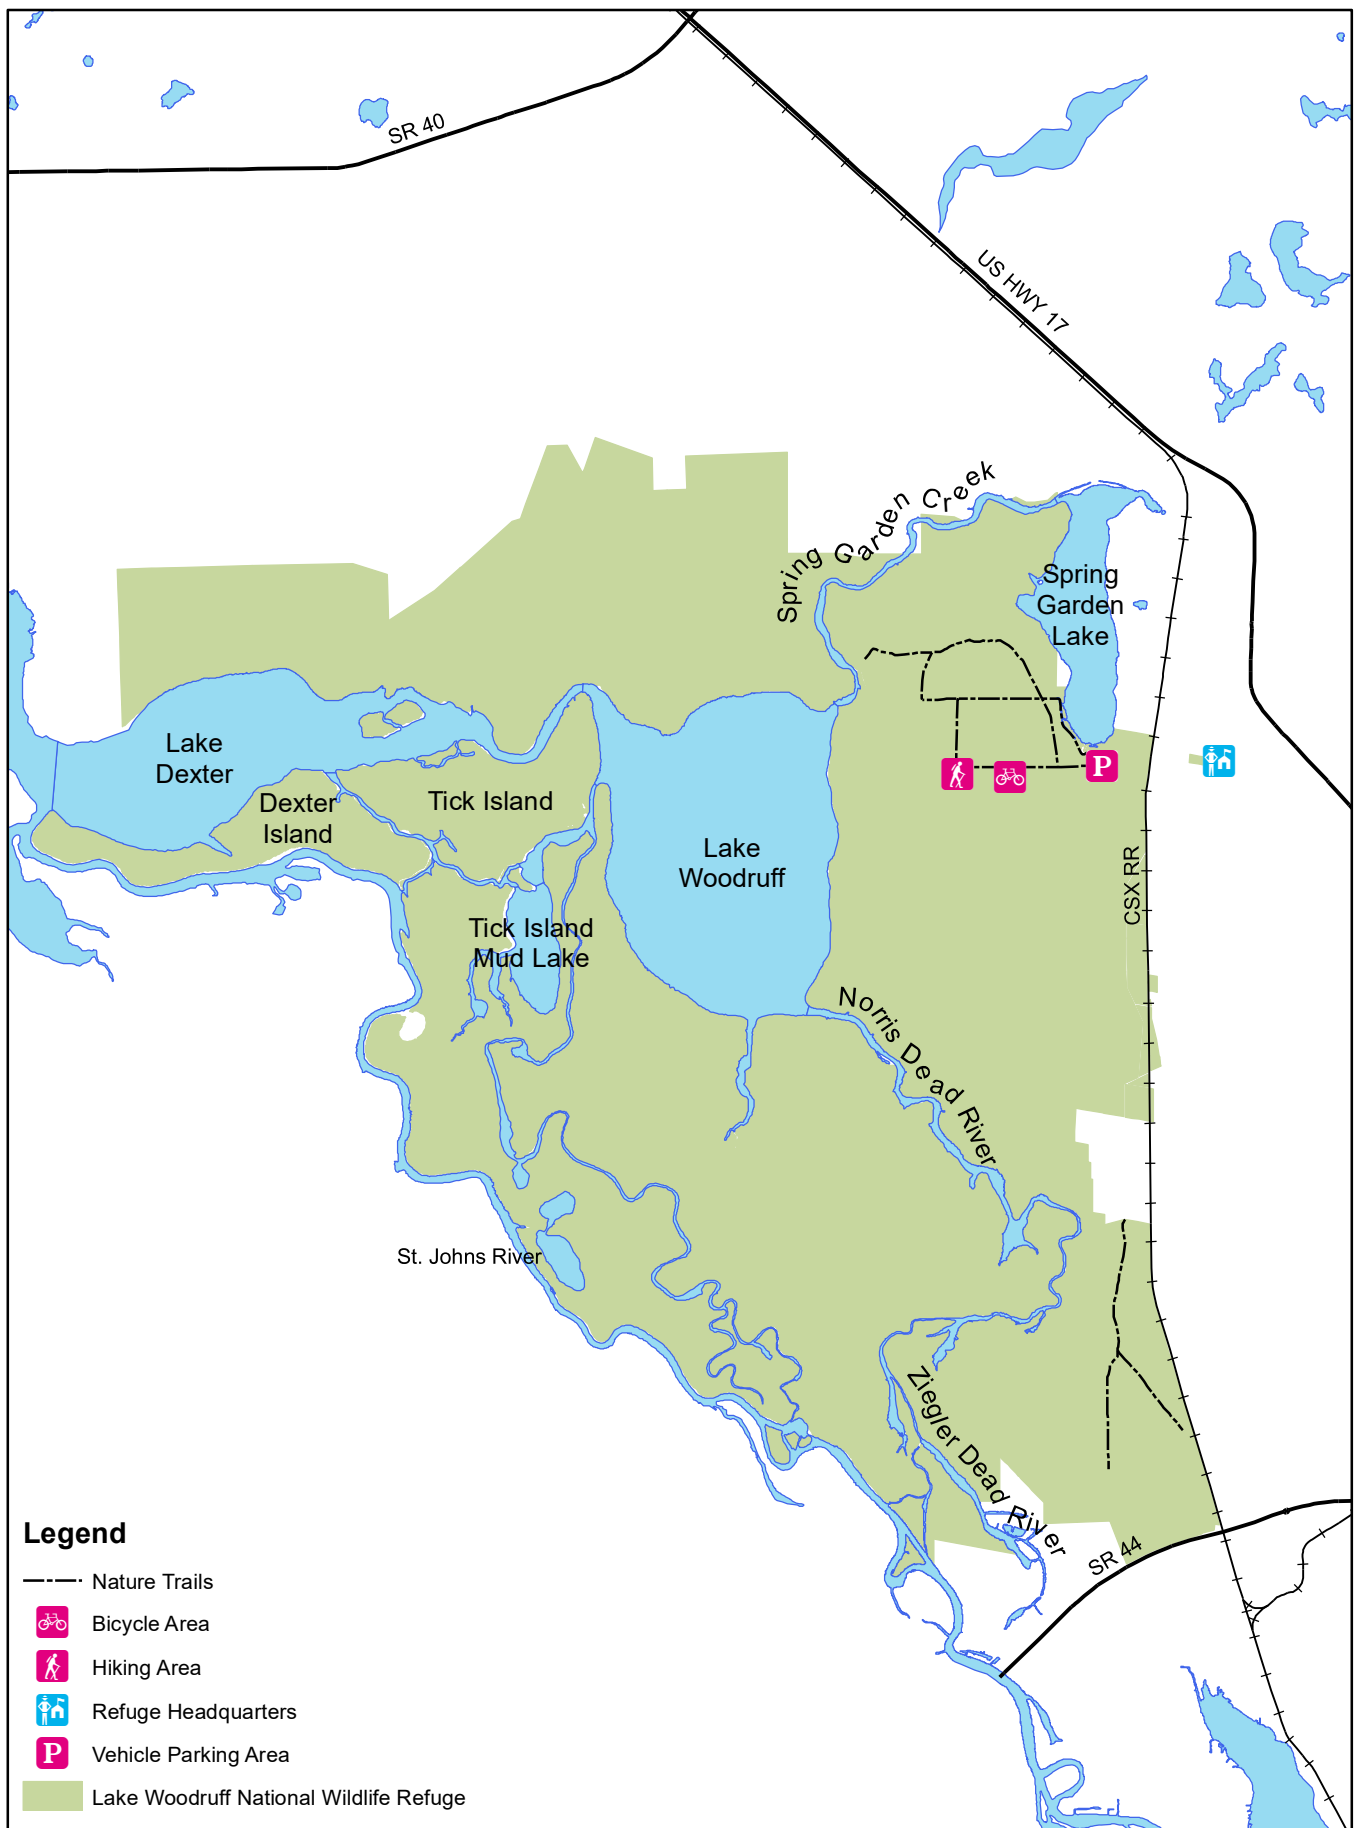 SR 40
US HWY 17
Spring Garden Creek
Spring
Garden
Lake
Lake
Dexter
Dexter
Island
Tick Island
Lake
Woodruff
P
CSX RR
Tick Island
Mud Lake
Norris Dead River
St. Johns River
Ziegler Dead River
SR 44
Legend
Nature Trails
Bicycle Area
Hiking Area
Refuge Headquarters
P Vehicle Parking Area
Lake Woodruff National Wildlife Refuge